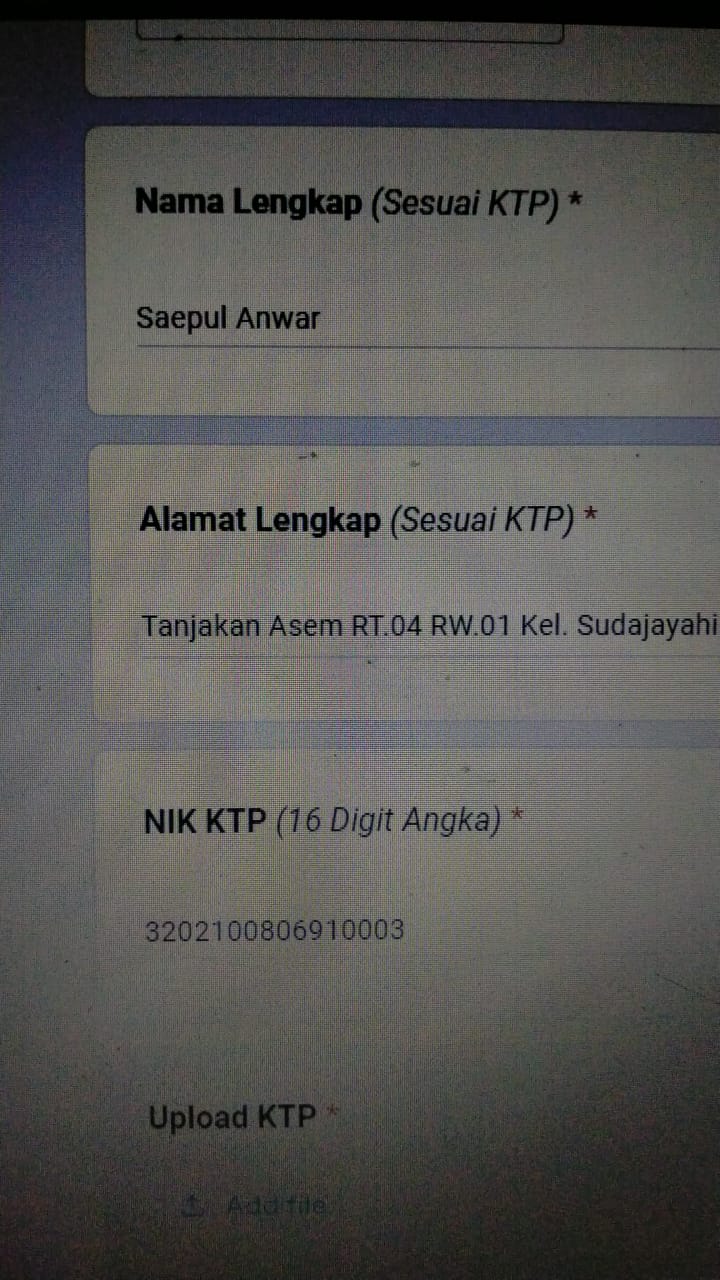 Nama Lengkap (Sesuai KTP) *
Saepul Anwar
Alamat Lengkap (Sesuai KTP) *
Tanjakan Asem RT.04 RW.01 Kel. Sudajayahi
NIK KTP (16 Digit Angka) *
3202100806910003
Upload KTP *
Add file